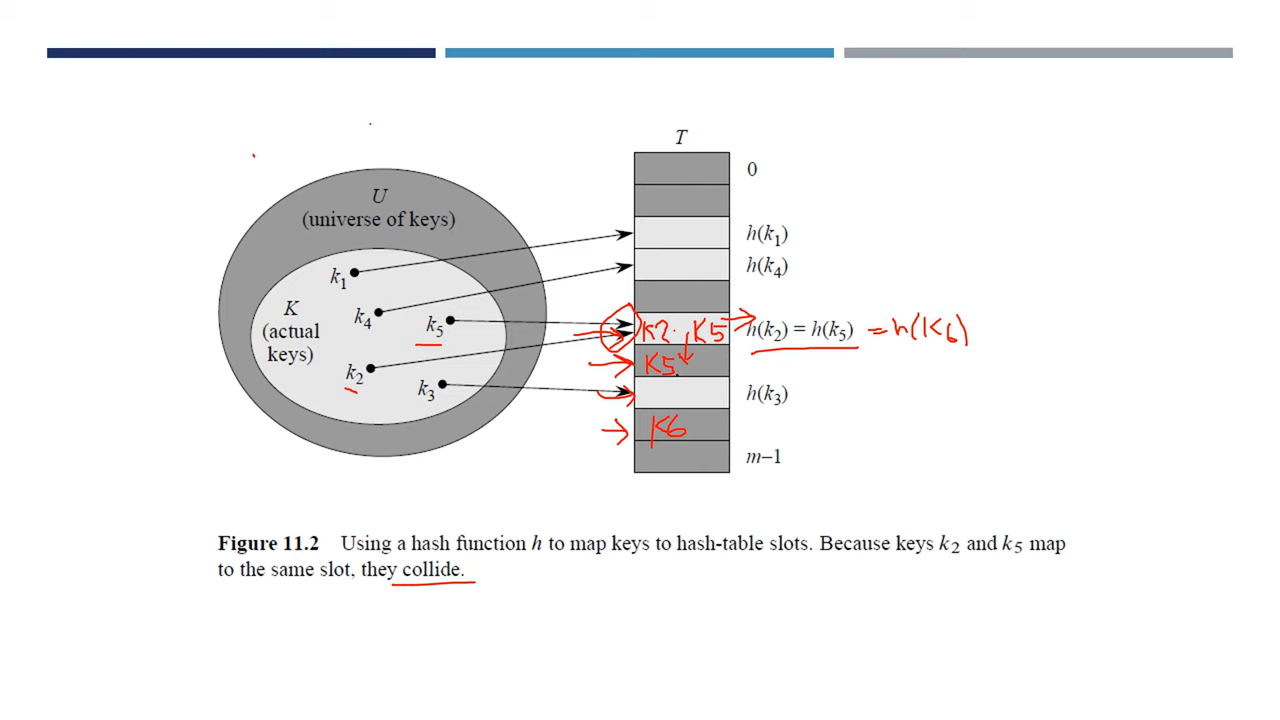 T
0
U
(universe of keys)
h(k1)
k1
h(k4)
K
(actual
keys)
k4
k5
K2 , K5
h(k2) = h(k5) = h(K6)
K5
k2
k3
h(k3)
K6
m–1
Figure 11.2 Using a hash function h to map keys to hash-table slots. Because keys k2 and k5 map
to the same slot, they collide.